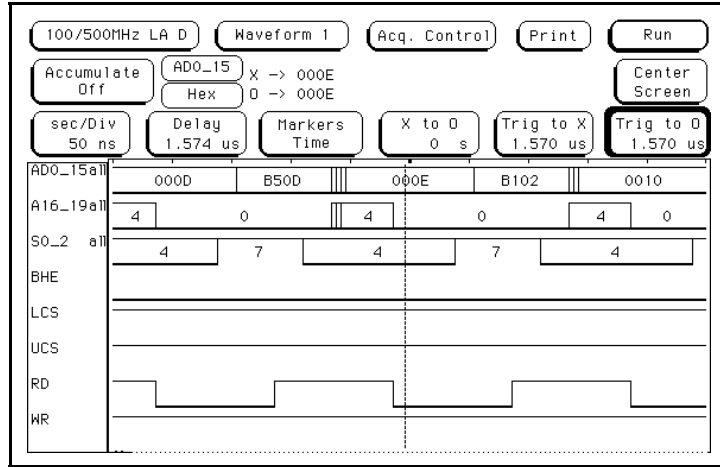 100/500MHz LA D Waveform 1 Acq. Control Print Run
Accumulate Off AD0_15 Hex X -> 000E O -> 000E Center Screen
sec/Div 50 ns Delay 1.574 us Markers Time X to O 0 s Trig to X 1.570 us Trig to O 1.570 us
AD0_15all 000D B50D 000E B102 0010
A16_19all 4 0 4 0 4 0
S0_2 all 4 7 4 7 4
BHE
LCS
UCS
RD
WR